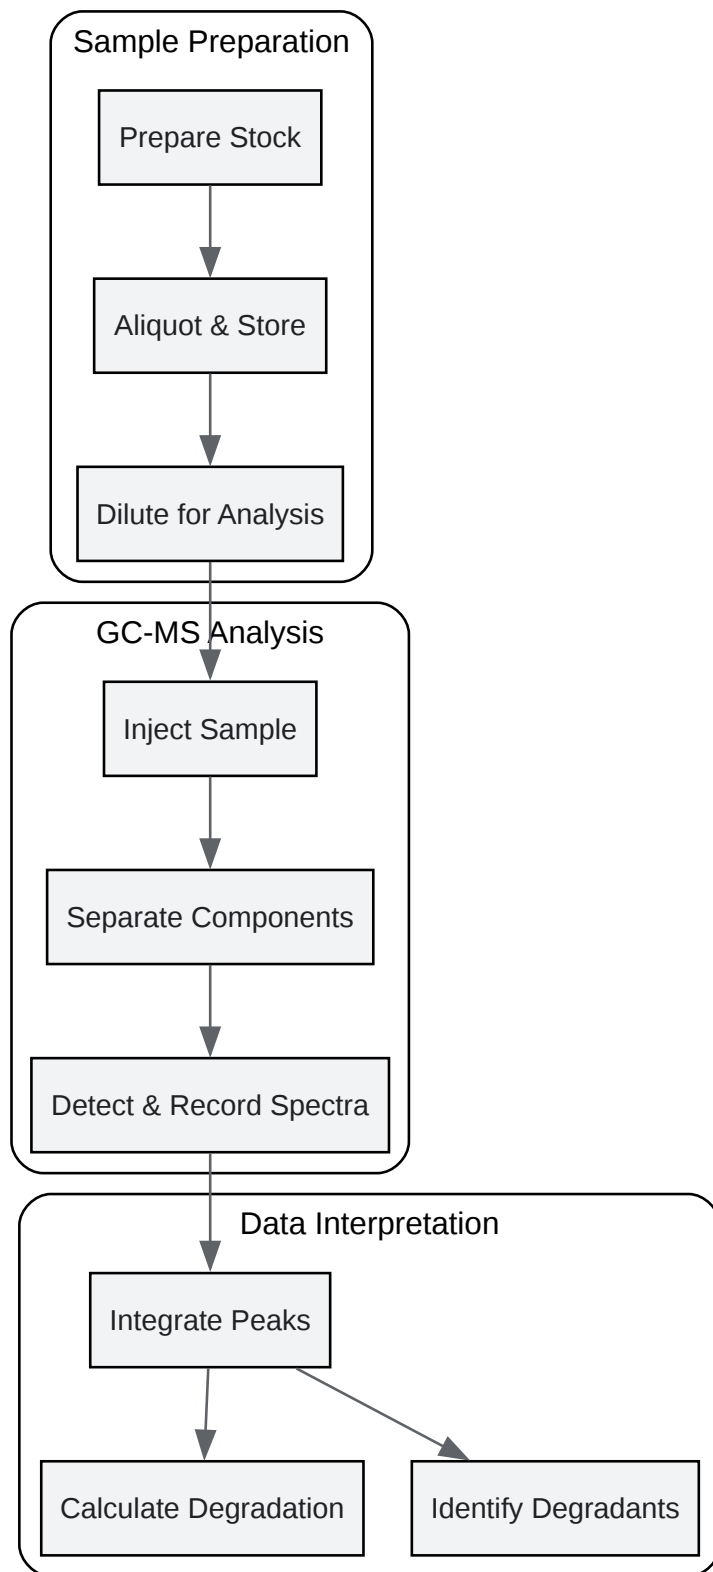 Sample Preparation
Prepare Stock
Aliquot & Store
Dilute for Analysis
GC-MS Analysis
Inject Sample
Separate Components
Detect & Record Spectra
Data Interpretation
Integrate Peaks
Calculate Degradation
Identify Degradants